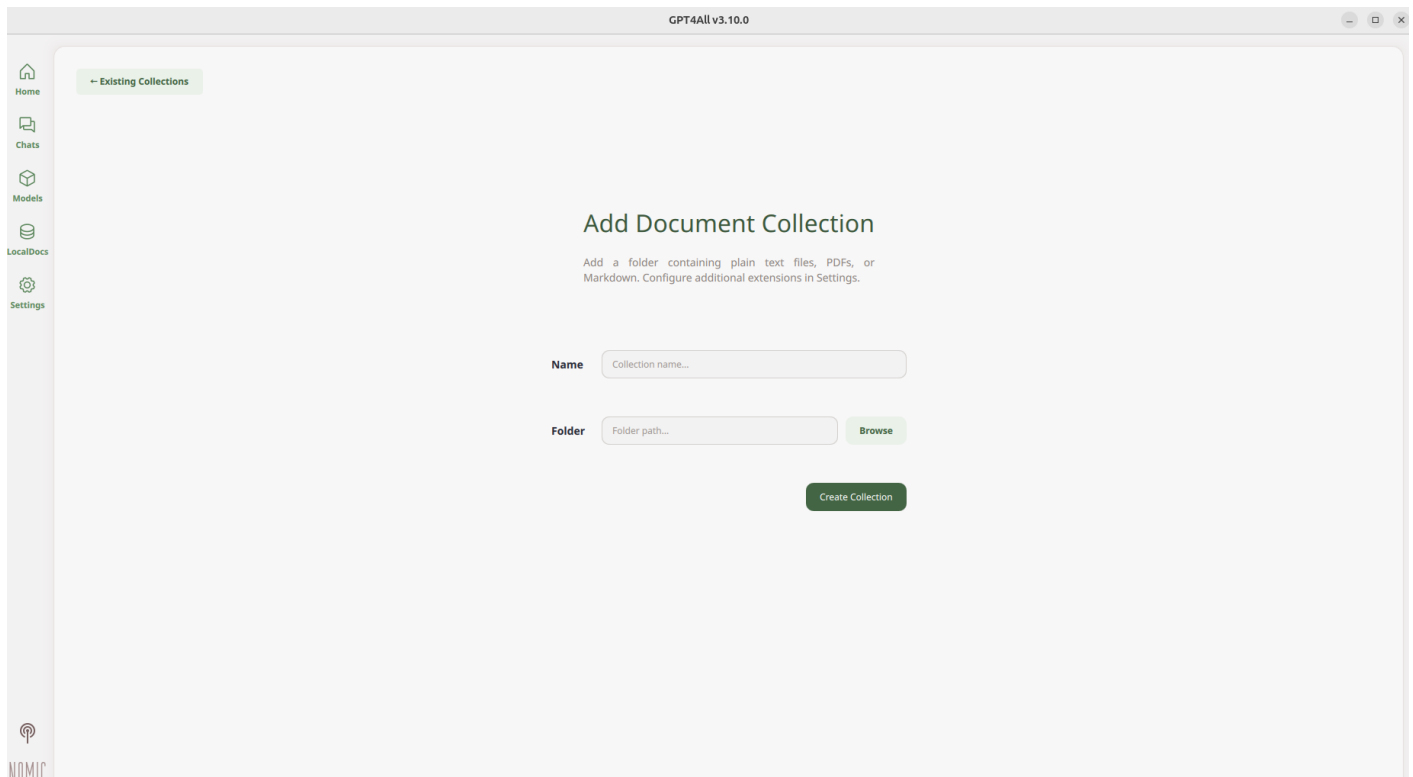 GPT4All v3.10.0
← Existing Collections
Home
Chats
Models
LocalDocs
Settings
Add Document Collection
Add a folder containing plain text files, PDFs, or
Markdown. Configure additional extensions in Settings.
Name
Collection name...
Folder
Folder path...
Browse
Create Collection
NOMIC